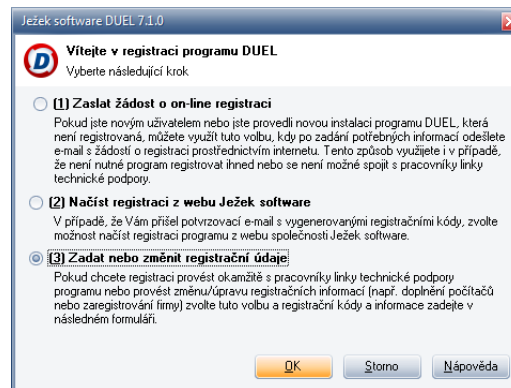 Ježek software DUEL 7.1.0
Vítejte v registraci programu DUEL
Vyberte následující krok
(1) Zaslat žádost o on-line registraci
Pokud jste novým uživatelem nebo jste provedli novou instalaci programu DUEL, která
není registrovaná, můžete využít tuto volbu, kdy po zadání potřebných informací odešlete
e-mail s žádostí o registraci prostřednictvím internetu. Tento způsob využijete i v případě,
že není nutné program registrovat ihned nebo se není možné spojit s pracovníky linky
technické podpory.
(2) Načíst registraci z webu Ježek software
V případě, že Vám přišel potvrzovací e-mail s vygenerovanými registračními kódy, zvolte
možnost načíst registraci programu z webu společnosti Ježek software.
(3) Zadat nebo změnit registrační údaje
Pokud chcete registraci provést okamžitě s pracovníky linky technické podpory
programu nebo provést změnu/úpravu registračních informací (např. doplnění počítačů
nebo zaregistrování firmy) zvolte tuto volbu a registrační kódy a informace zadejte v
následném formuláři.
OK
Storno
Nápověda